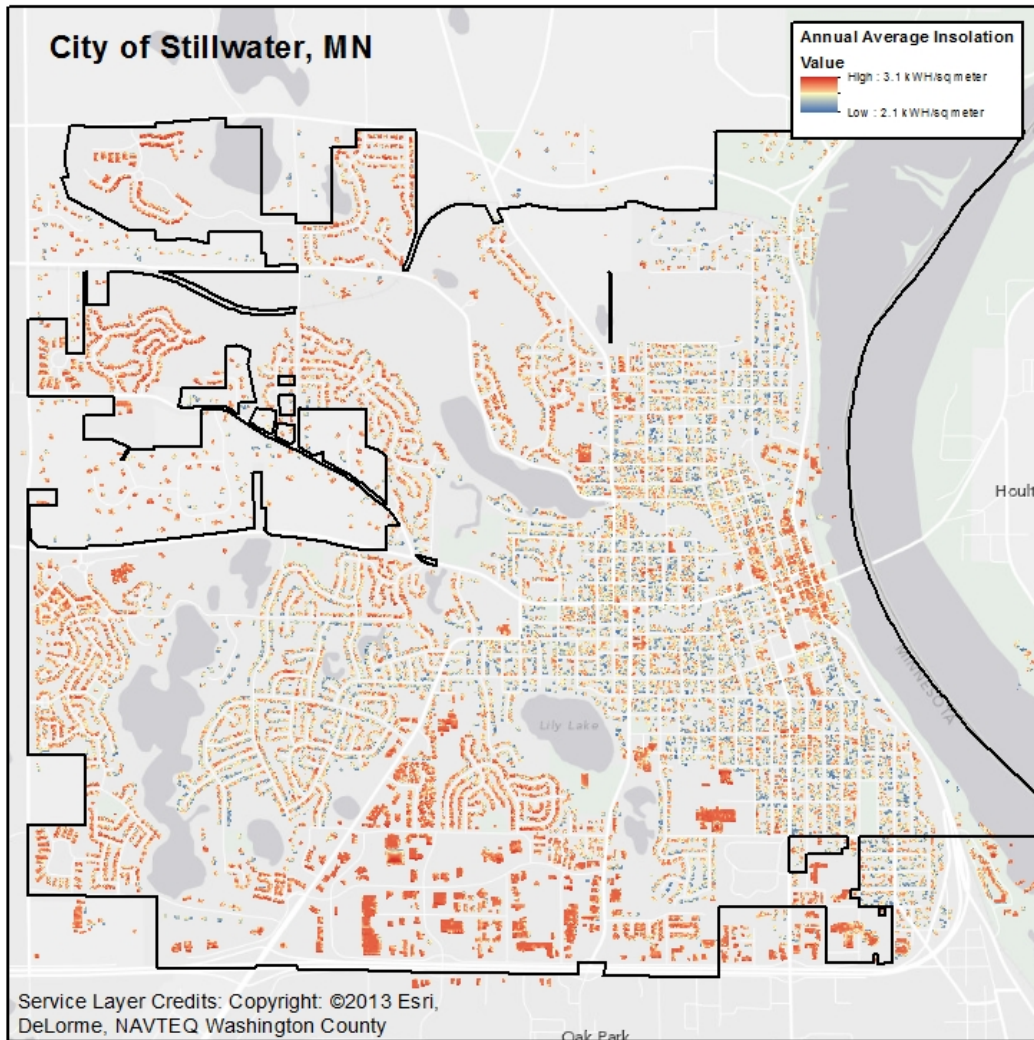 City of Stillwater, MN
Annual Average Insolation
Value
High : 3.1 kWH/sq meter
Low : 2.1 kWH/sq meter
Hoult
MINNESOTA
Lily Lake
Service Layer Credits: Copyright: ©2013 Esri,
DeLorme, NAVTEQ Washington County
Oak Park